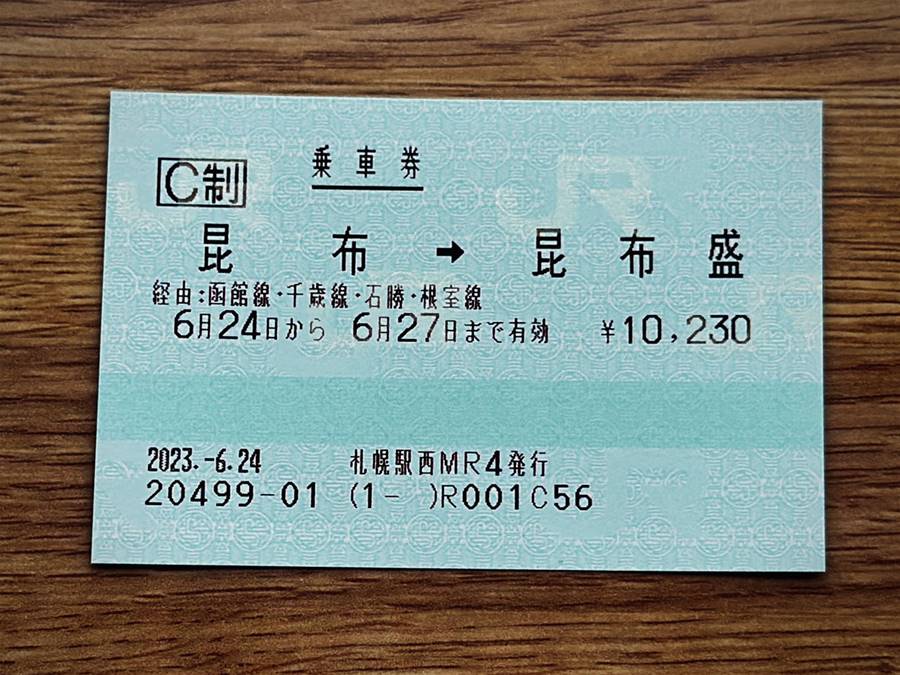 C制 乗車券
昆布 → 昆布盛
経由:函館線・千歳線・石勝・根室線
6月24日から 6月27日まで有効 ¥10,230
2023.-6.24 札幌駅西MR4発行
20499-01 (1- )R001C56